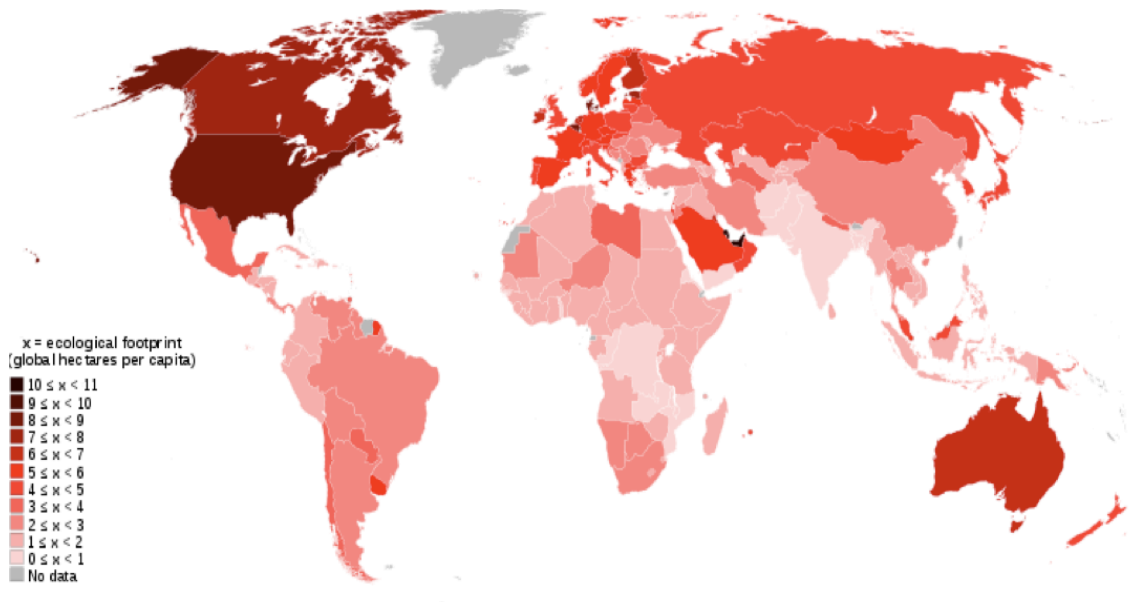 x = ecological footprint
(global hectares per capita)
10 ≤ x < 11
9 ≤ x < 10
8 ≤ x < 9
7 ≤ x < 8
6 ≤ x < 7
5 ≤ x < 6
4 ≤ x < 5
3 ≤ x < 4
2 ≤ x < 3
1 ≤ x < 2
0 ≤ x < 1
No data